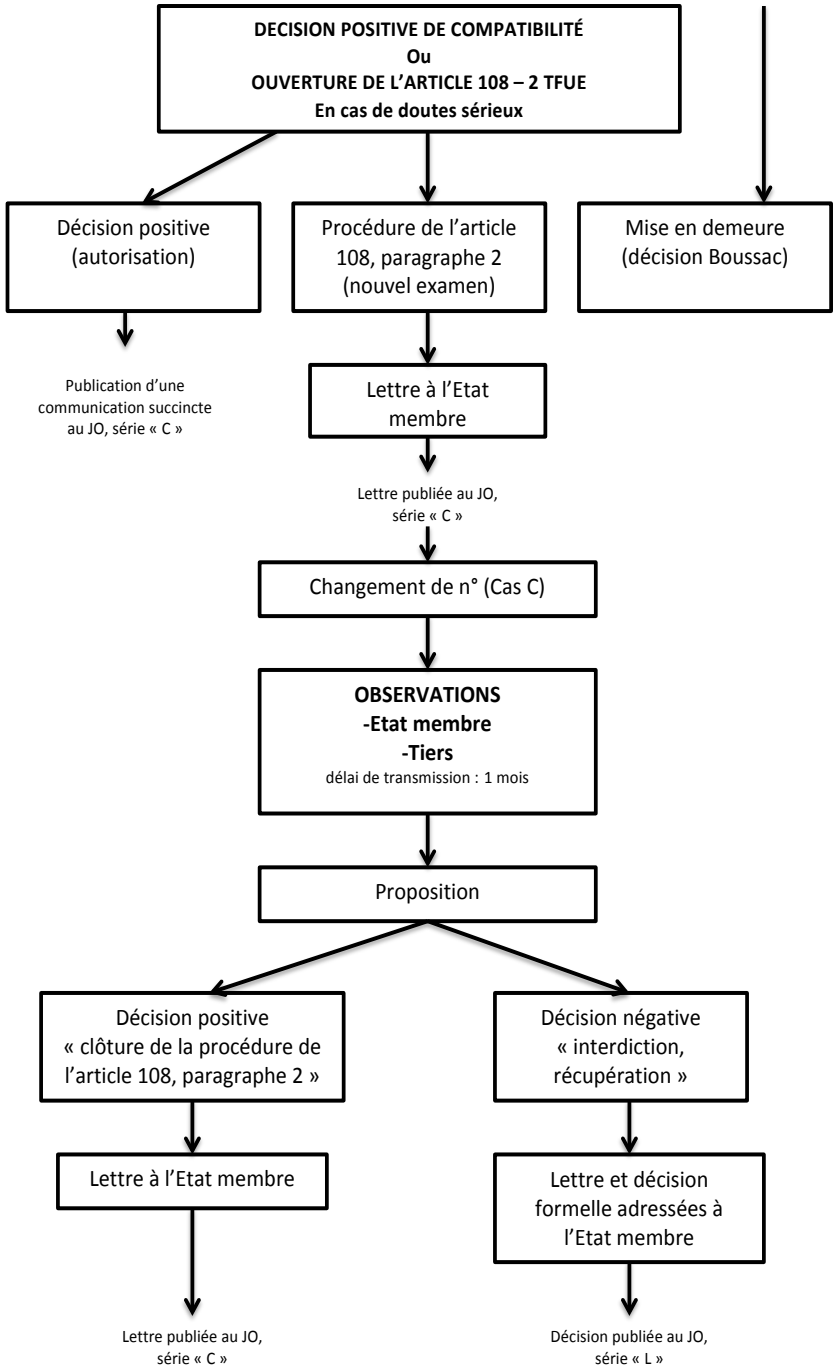 DECISION POSITIVE DE COMPATIBILITÉ
Ou
OUVERTURE DE L'ARTICLE 108 – 2 TFUE
En cas de doutes sérieux
Décision positive
(autorisation)
Procédure de l'article
108, paragraphe 2
(nouvel examen)
Mise en demeure
(décision Boussac)
Publication d'une
communication succincte
au JO, série « C »
Lettre à l'Etat
membre
Lettre publiée au JO,
série « C »
Changement de n° (Cas C)
OBSERVATIONS
-Etat membre
-Tiers
délai de transmission : 1 mois
Proposition
Décision positive
« clôture de la procédure de
l'article 108, paragraphe 2 »
Décision négative
« interdiction,
récupération »
Lettre à l'Etat membre
Lettre et décision
formelle adressées à
l'Etat membre
Lettre publiée au JO,
série « C »
Décision publiée au JO,
série « L »